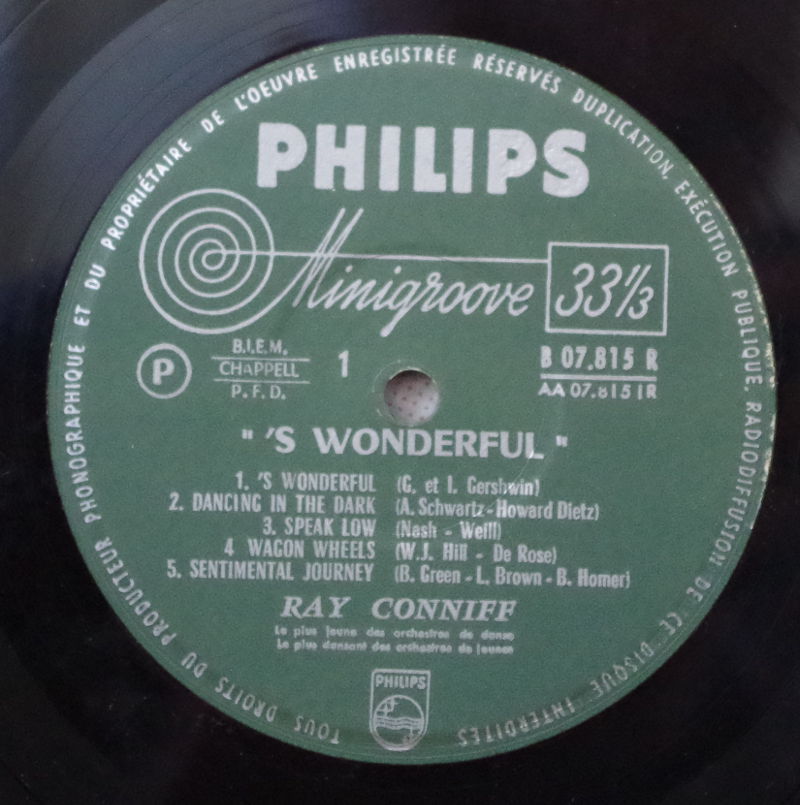 TOUS DROITS DU PRODUCTEUR PHONOGRAPHIQUE ET DU PROPRIÉTAIRE DE L'OEUVRE ENREGISTRÉE RÉSERVÉS DUPLICATION, EXÉCUTION PUBLIQUE, RADIODIFFUSION DE CE DISQUE INTERDITES
PHILIPS
Minigroove 33⅓
P
B.I.E.M.
CHAPPELL
P.F.D.
1
B 07.815 R
AA 07.815 1R
" 'S WONDERFUL "
1. 'S WONDERFUL (G. et I. Gershwin)
2. DANCING IN THE DARK (A. Schwartz-Howard Dietz)
3. SPEAK LOW (Nash - Weill)
4 WAGON WHEELS (W.J. Hill - De Rose)
5. SENTIMENTAL JOURNEY (B. Green - L. Brown - B. Homer)
RAY CONNIFF
Le plus jeune des orchestres de danse
Le plus dansant des orchestres de jeunes
PHILIPS